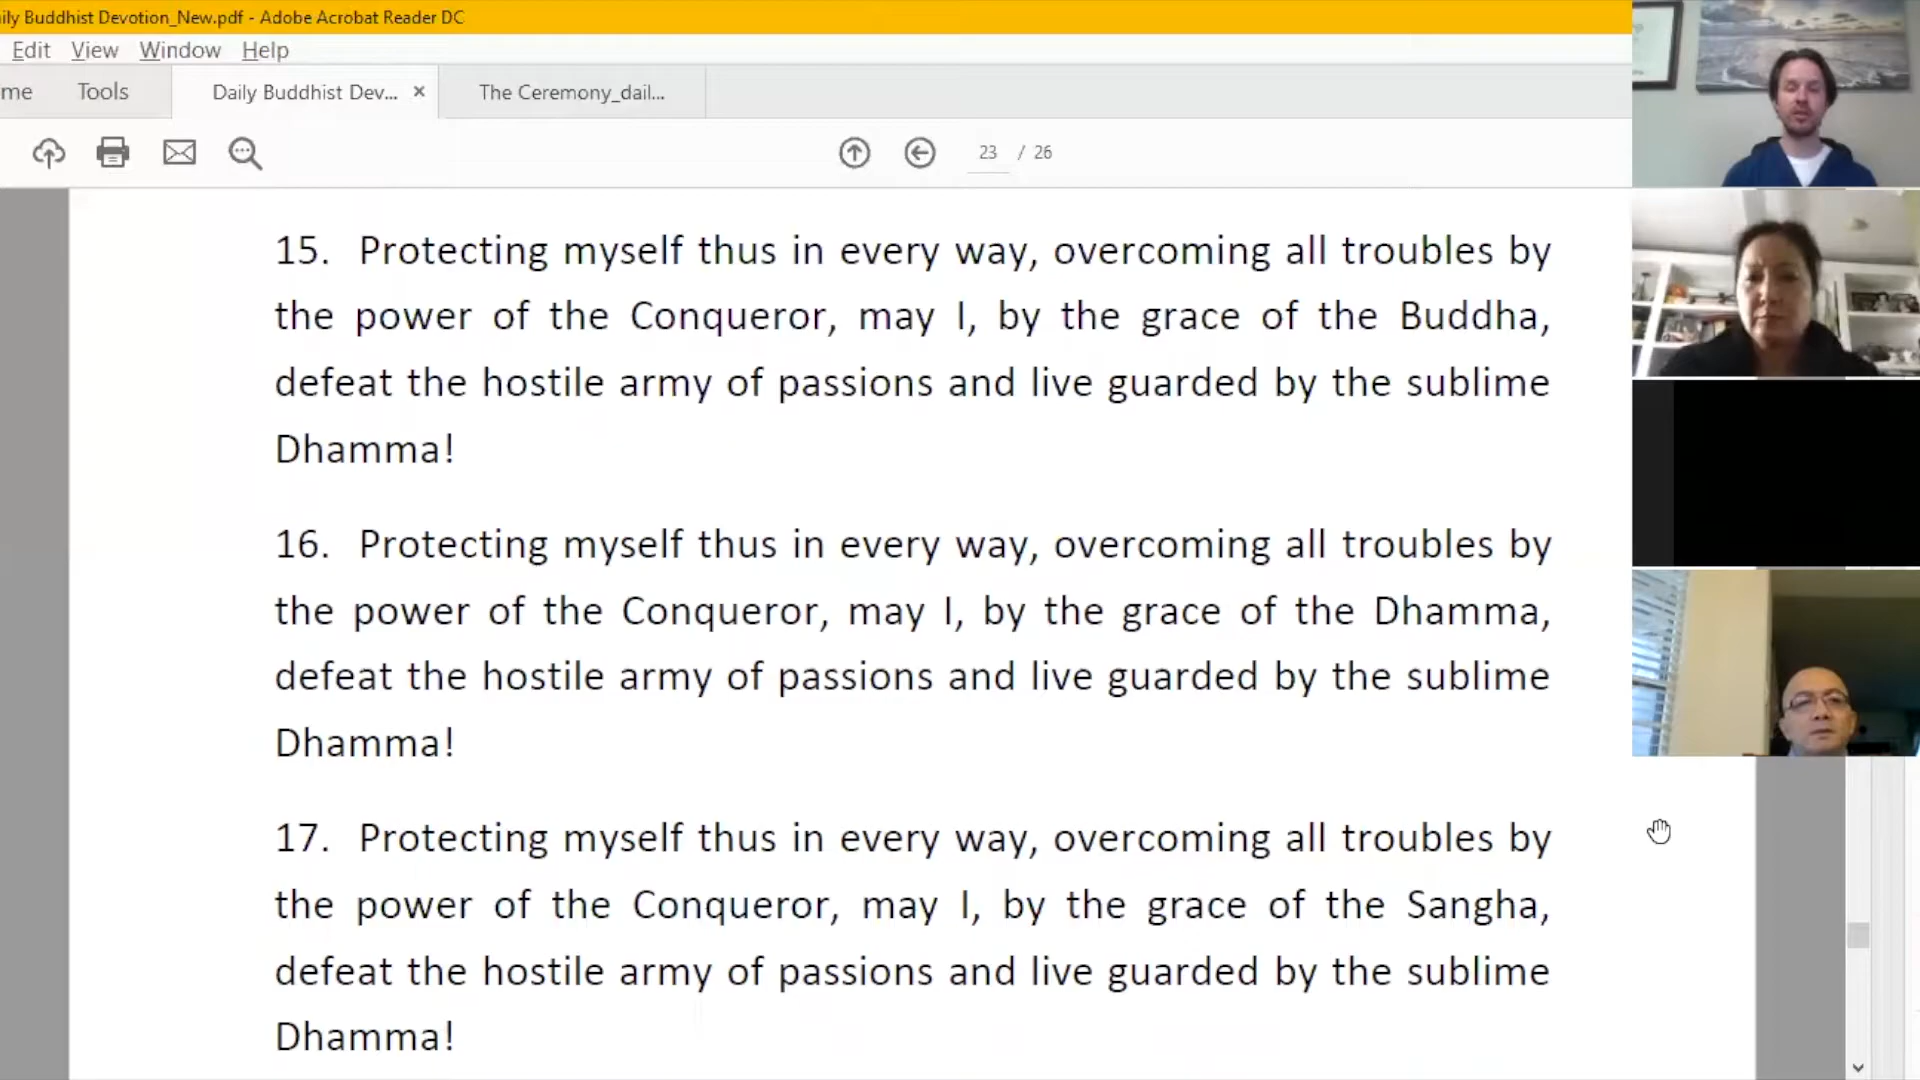 ily Buddhist Devotion_New.pdf - Adobe Acrobat Reader DC
Edit View Window Help
me Tools Daily Buddhist Dev... × The Ceremony_dail...
23 / 26
15. Protecting myself thus in every way, overcoming all troubles by
the power of the Conqueror, may I, by the grace of the Buddha,
defeat the hostile army of passions and live guarded by the sublime
Dhamma!
16. Protecting myself thus in every way, overcoming all troubles by
the power of the Conqueror, may I, by the grace of the Dhamma,
defeat the hostile army of passions and live guarded by the sublime
Dhamma!
17. Protecting myself thus in every way, overcoming all troubles by
the power of the Conqueror, may I, by the grace of the Sangha,
defeat the hostile army of passions and live guarded by the sublime
Dhamma!